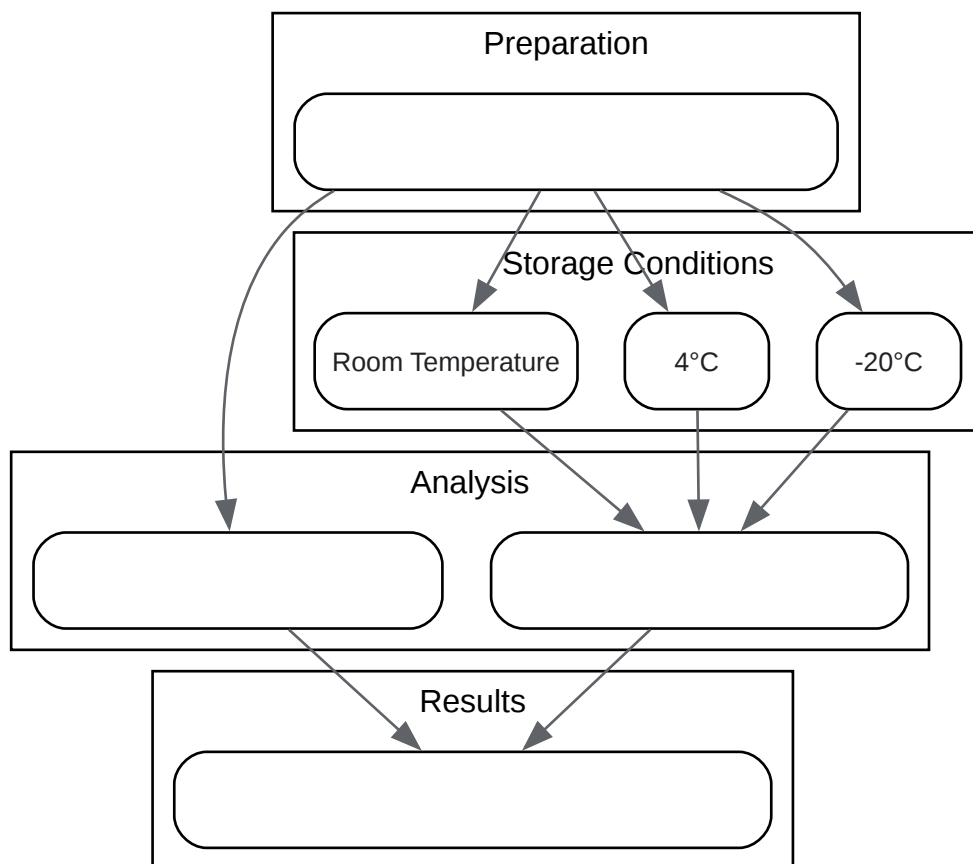 Preparation
Storage Conditions
Room Temperature
4°C
-20°C
Analysis
Results